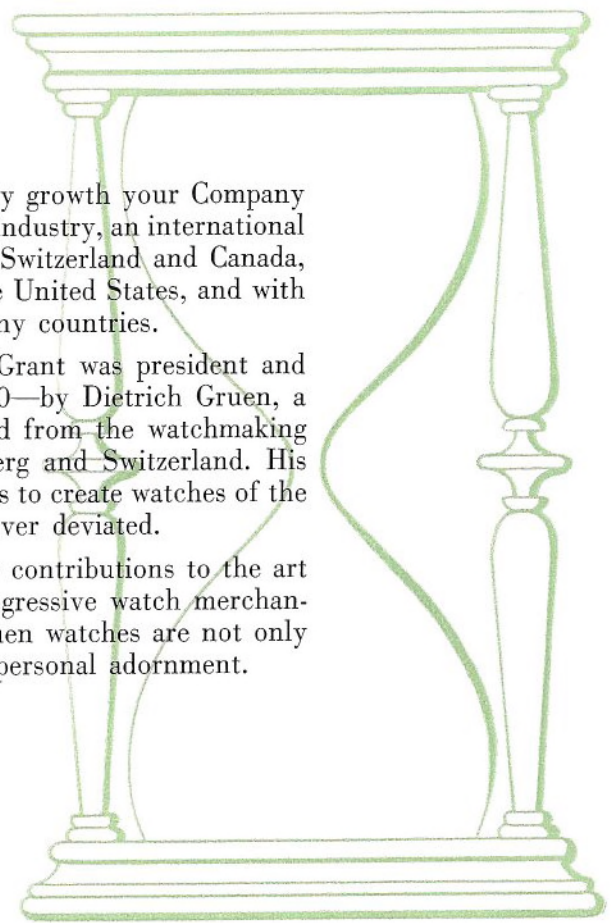 y growth your Company
ndustry, an international
Switzerland and Canada,
e United States, and with
ny countries.
Grant was president and
0—by Dietrich Gruen, a
d from the watchmaking
erg and Switzerland. His
s to create watches of the
ver deviated.
contributions to the art
gressive watch merchan-
en watches are not only
personal adornment.